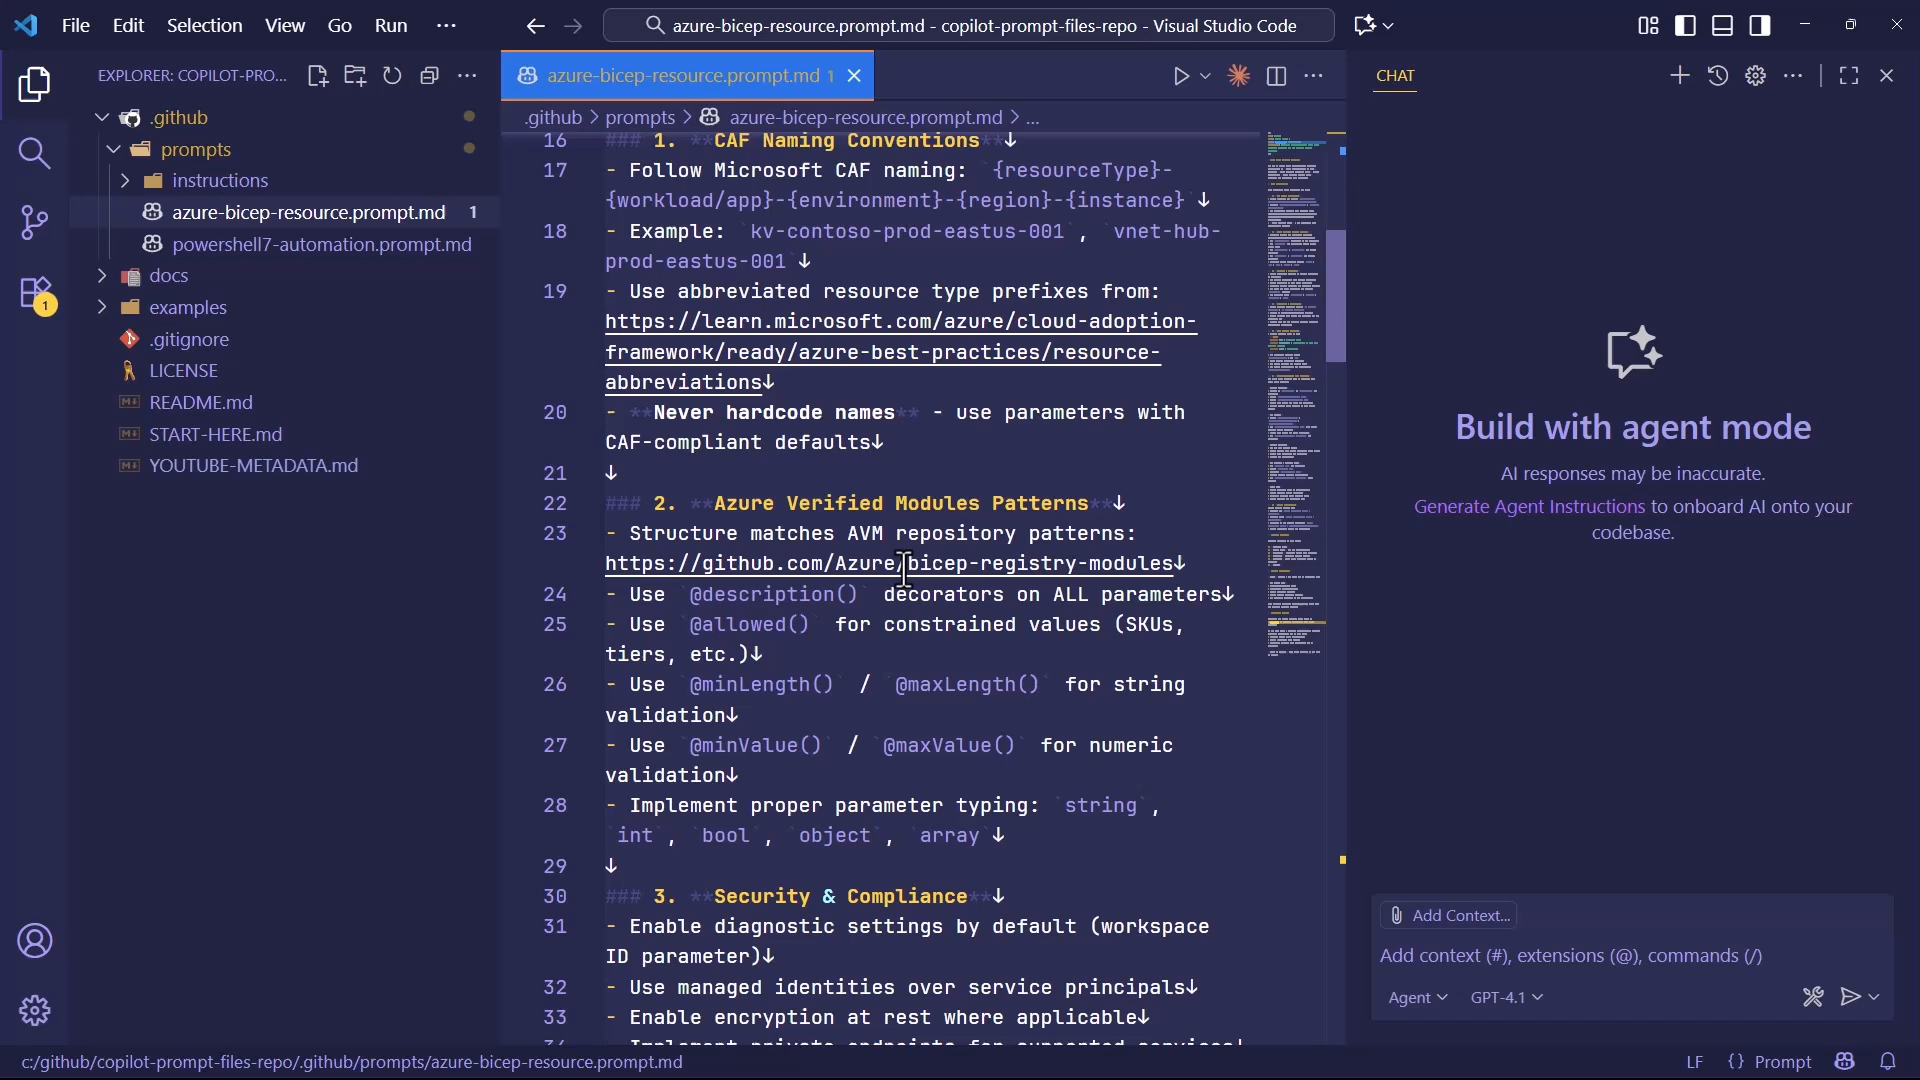 File Edit Selection View Go Run ···
azure-bicep-resource.prompt.md - copilot-prompt-files-repo - Visual Studio Code
EXPLORER: COPILOT-PRO...
.github
prompts
instructions
azure-bicep-resource.prompt.md 1
powershell7-automation.prompt.md
docs
examples
.gitignore
LICENSE
README.md
START-HERE.md
YOUTUBE-METADATA.md
1
azure-bicep-resource.prompt.md 1
.github > prompts > azure-bicep-resource.prompt.md > ...
16 ### 1. **CAF Naming Conventions**↓
17 - Follow Microsoft CAF naming: `{resourceType}-
{workload/app}-{environment}-{region}-{instance}`↓
18 - Example: `kv-contoso-prod-eastus-001`, `vnet-hub-
prod-eastus-001`↓
19 - Use abbreviated resource type prefixes from:
https://learn.microsoft.com/azure/cloud-adoption-
framework/ready/azure-best-practices/resource-
abbreviations↓
20 - **Never hardcode names** - use parameters with
CAF-compliant defaults↓
21 ↓
22 ### 2. **Azure Verified Modules Patterns**↓
23 - Structure matches AVM repository patterns:
https://github.com/Azure/bicep-registry-modules↓
24 - Use `@description()` decorators on ALL parameters↓
25 - Use `@allowed()` for constrained values (SKUs,
tiers, etc.)↓
26 - Use `@minLength()` / `@maxLength()` for string
validation↓
27 - Use `@minValue()` / `@maxValue()` for numeric
validation↓
28 - Implement proper parameter typing: `string`,
`int`, `bool`, `object`, `array`↓
29 ↓
30 ### 3. **Security & Compliance**↓
31 - Enable diagnostic settings by default (workspace
ID parameter)↓
32 - Use managed identities over service principals↓
33 - Enable encryption at rest where applicable↓
34 - Implement private endpoints for supported services↓
CHAT
Build with agent mode
AI responses may be inaccurate.
Generate Agent Instructions to onboard AI onto your
codebase.
Add Context...
Add context (#), extensions (@), commands (/)
Agent GPT-4.1
c:/github/copilot-prompt-files-repo/.github/prompts/azure-bicep-resource.prompt.md
LF {} Prompt